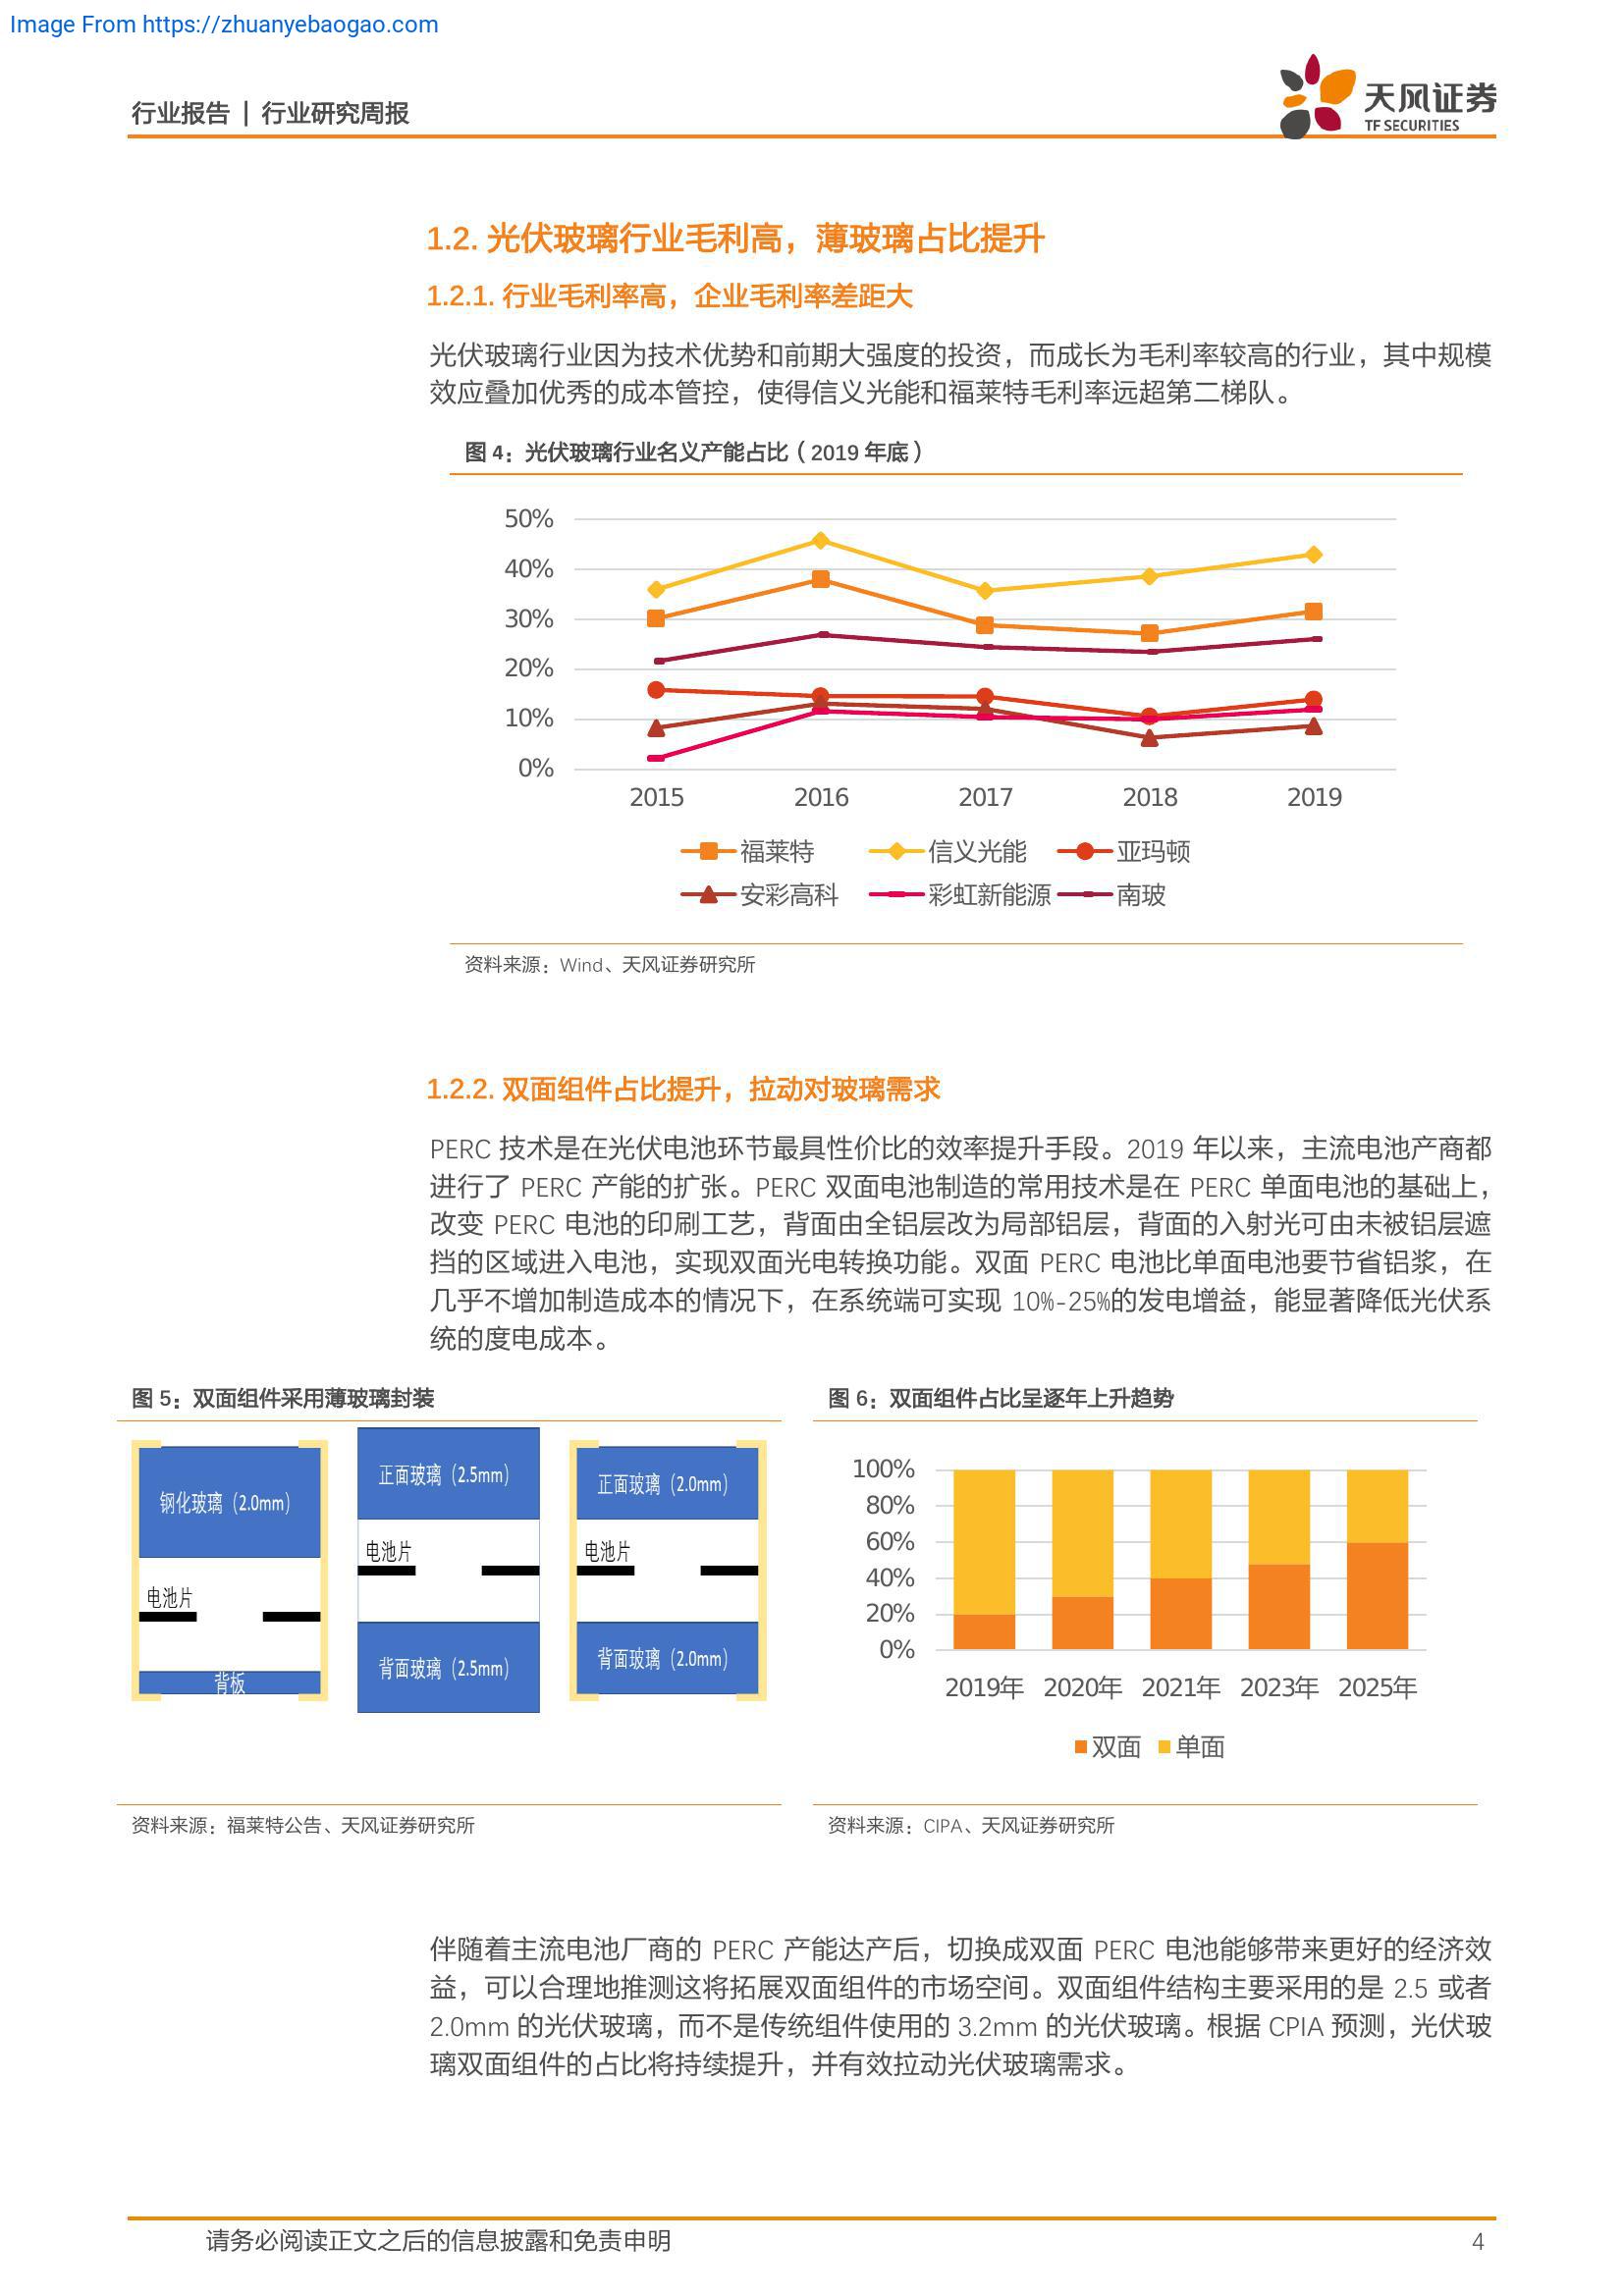 Image From https://zhuanyebaogao.com
行业报告 | 行业研究周报
天风证券
TF SECURITIES
1.2. 光伏玻璃行业毛利高，薄玻璃占比提升
1.2.1. 行业毛利率高，企业毛利率差距大
光伏玻璃行业因为技术优势和前期大强度的投资，而成长为毛利率较高的行业，其中规模
效应叠加优秀的成本管控，使得信义光能和福莱特毛利率远超第二梯队。
图 4：光伏玻璃行业名义产能占比（2019 年底）
50%
40%
30%
20%
10%
0%
2015 2016 2017 2018 2019
福莱特 信义光能 亚玛顿
安彩高科 彩虹新能源 南玻
资料来源：Wind、天风证券研究所
1.2.2. 双面组件占比提升，拉动对玻璃需求
PERC 技术是在光伏电池环节最具性价比的效率提升手段。2019 年以来，主流电池产商都
进行了 PERC 产能的扩张。PERC 双面电池制造的常用技术是在 PERC 单面电池的基础上，
改变 PERC 电池的印刷工艺，背面由全铝层改为局部铝层，背面的入射光可由未被铝层遮
挡的区域进入电池，实现双面光电转换功能。双面 PERC 电池比单面电池要节省铝浆，在
几乎不增加制造成本的情况下，在系统端可实现 10%-25%的发电增益，能显著降低光伏系
统的度电成本。
图 5：双面组件采用薄玻璃封装
钢化玻璃（2.0mm）
电池片
背板
正面玻璃（2.5mm）
电池片
背面玻璃（2.5mm）
正面玻璃（2.0mm）
电池片
背面玻璃（2.0mm）
资料来源：福莱特公告、天风证券研究所
图 6：双面组件占比呈逐年上升趋势
100%
80%
60%
40%
20%
0%
2019年 2020年 2021年 2023年 2025年
双面 单面
资料来源：CIPA、天风证券研究所
伴随着主流电池厂商的 PERC 产能达产后，切换成双面 PERC 电池能够带来更好的经济效
益，可以合理地推测这将拓展双面组件的市场空间。双面组件结构主要采用的是 2.5 或者
2.0mm 的光伏玻璃，而不是传统组件使用的 3.2mm 的光伏玻璃。根据 CPIA 预测，光伏玻
璃双面组件的占比将持续提升，并有效拉动光伏玻璃需求。
请务必阅读正文之后的信息披露和免责申明
4